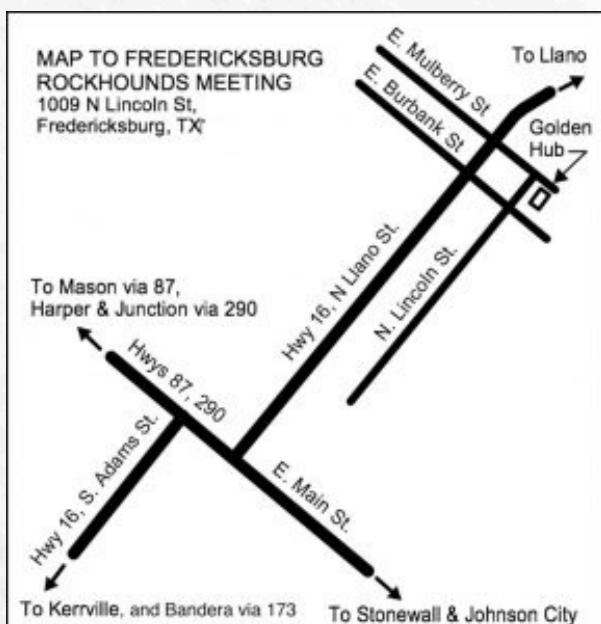 MAP TO FREDERICKSBURG
ROCKHOUNDS MEETING
1009 N Lincoln St,
Fredericksburg, TX'
E. Mulberry St
E. Burbank St
To Llano
Golden
Hub
Hwy 16, N Llano St.
N. Lincoln St.
To Mason via 87,
Harper & Junction via 290
Hwys 87, 290
Hwy 16, S. Adams St.
E. Main St.
To Kerrville, and Bandera via 173
To Stonewall & Johnson City